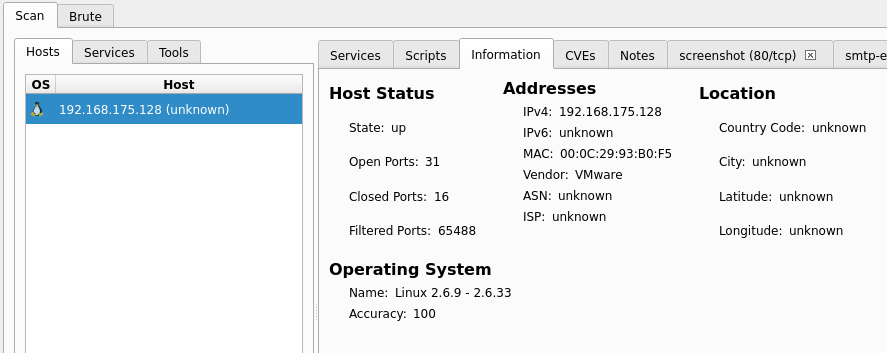 Scan Brute
Hosts Services Tools
OS Host
192.168.175.128 (unknown)
Services Scripts Information CVEs Notes screenshot (80/tcp) smtp-e
Host Status
State: up
Open Ports: 31
Closed Ports: 16
Filtered Ports: 65488
Addresses
IPv4: 192.168.175.128
IPv6: unknown
MAC: 00:0C:29:93:B0:F5
Vendor: VMware
ASN: unknown
ISP: unknown
Location
Country Code: unknown
City: unknown
Latitude: unknown
Longitude: unknown
Operating System
Name: Linux 2.6.9 - 2.6.33
Accuracy: 100